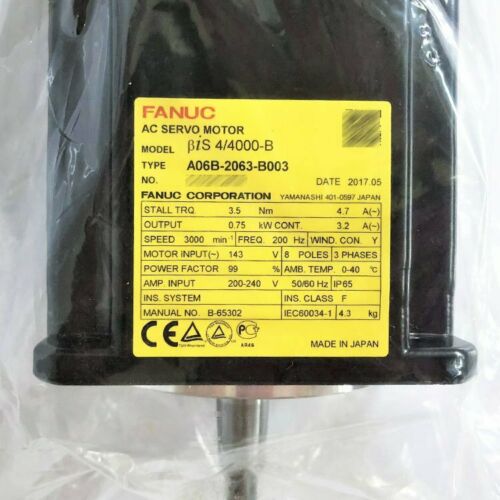 FANUC
AC SERVO MOTOR
MODEL βiS 4/4000-B
TYPE A06B-2063-B003
NO. DATE 2017.05
FANUC CORPORATION YAMANASHI 401-0597 JAPAN
STALL TRQ. 3.5 Nm 4.7 A(~)
OUTPUT 0.75 kW CONT. 3.2 A(~)
SPEED 3000 min⁻¹ FREQ. 200 Hz WIND. CON. Y
MOTOR INPUT(~) 143 V 8 POLES 3 PHASES
POWER FACTOR 99 % AMB. TEMP. 0-40 ℃
AMP. INPUT 200-240 V 50/60 Hz IP65
INS. SYSTEM INS. CLASS F
MANUAL NO. B-65302 IEC60034-1 4.3 kg
CE
MADE IN JAPAN